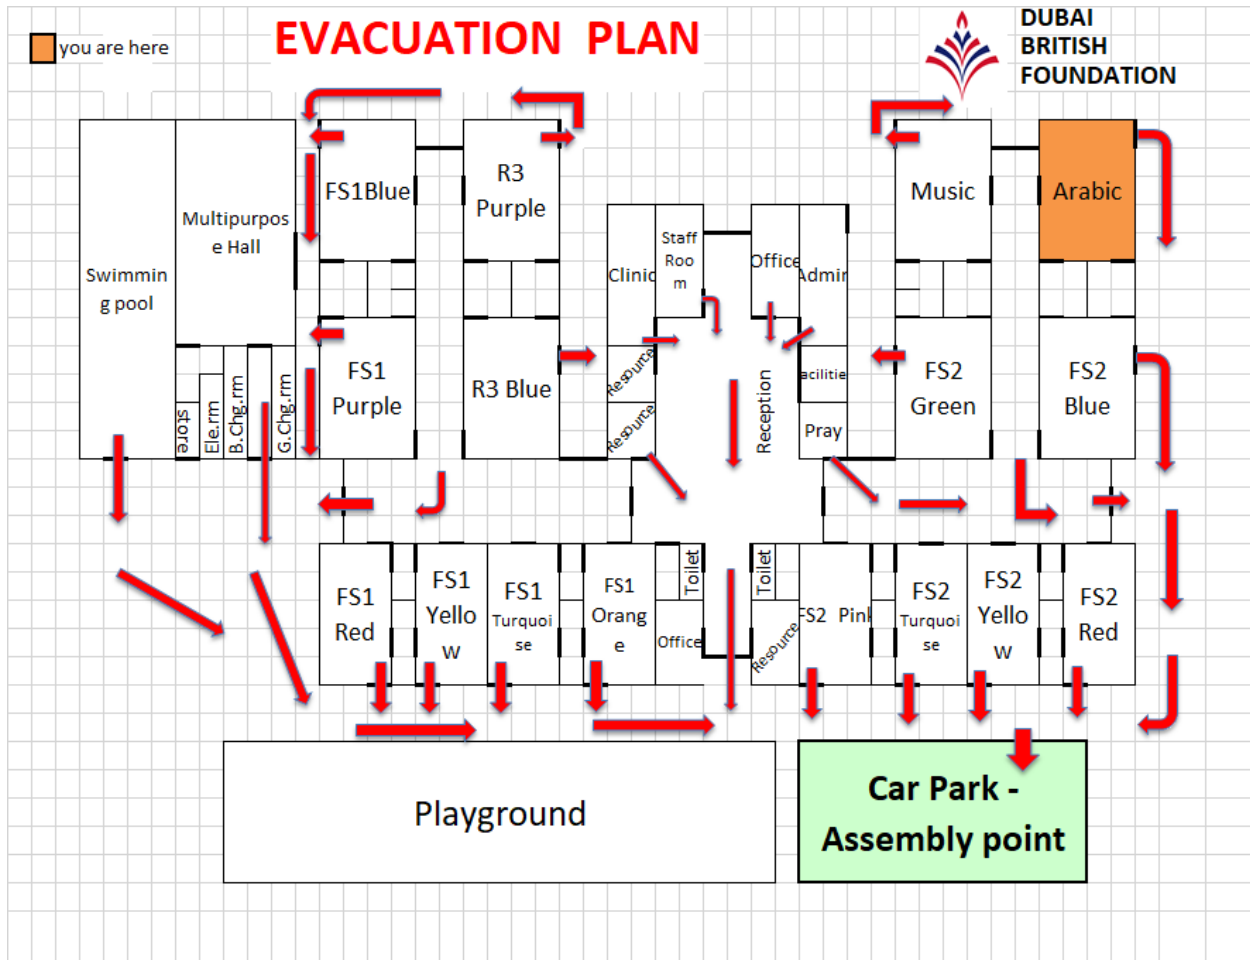 you are here
EVACUATION PLAN
DUBAI
BRITISH
FOUNDATION
FS1Blue
R3
Purple
Music
Arabic
Multipurpos
e Hall
Swimmin
g pool
Clinic
Staff
Roo
m
Office
Admin
FS1
Purple
R3 Blue
Resource
Resource
Reception
acilitie
Pray
FS2
Green
FS2
Blue
store
Ele.rm
B.Chg.rm
G.Chg.rm
FS1
Red
FS1
Yello
w
FS1
Turquoi
se
FS1
Orang
e
Toilet
Office
Toilet
Resource
FS2 Pink
FS2
Turquoi
se
FS2
Yello
w
FS2
Red
Playground
Car Park -
Assembly point